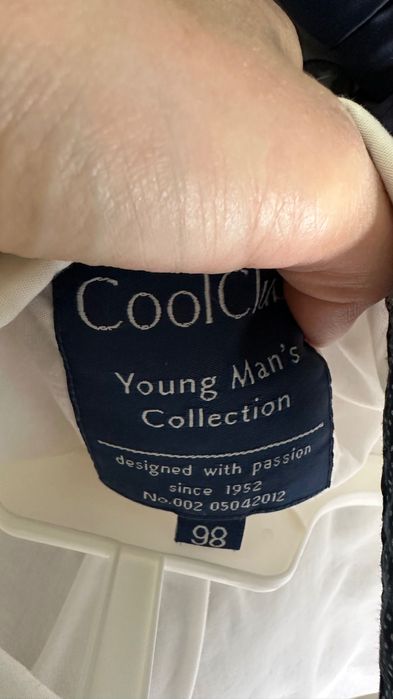 Young Man's
Collection
designed with passion
since 1952
No.002 05042012
98